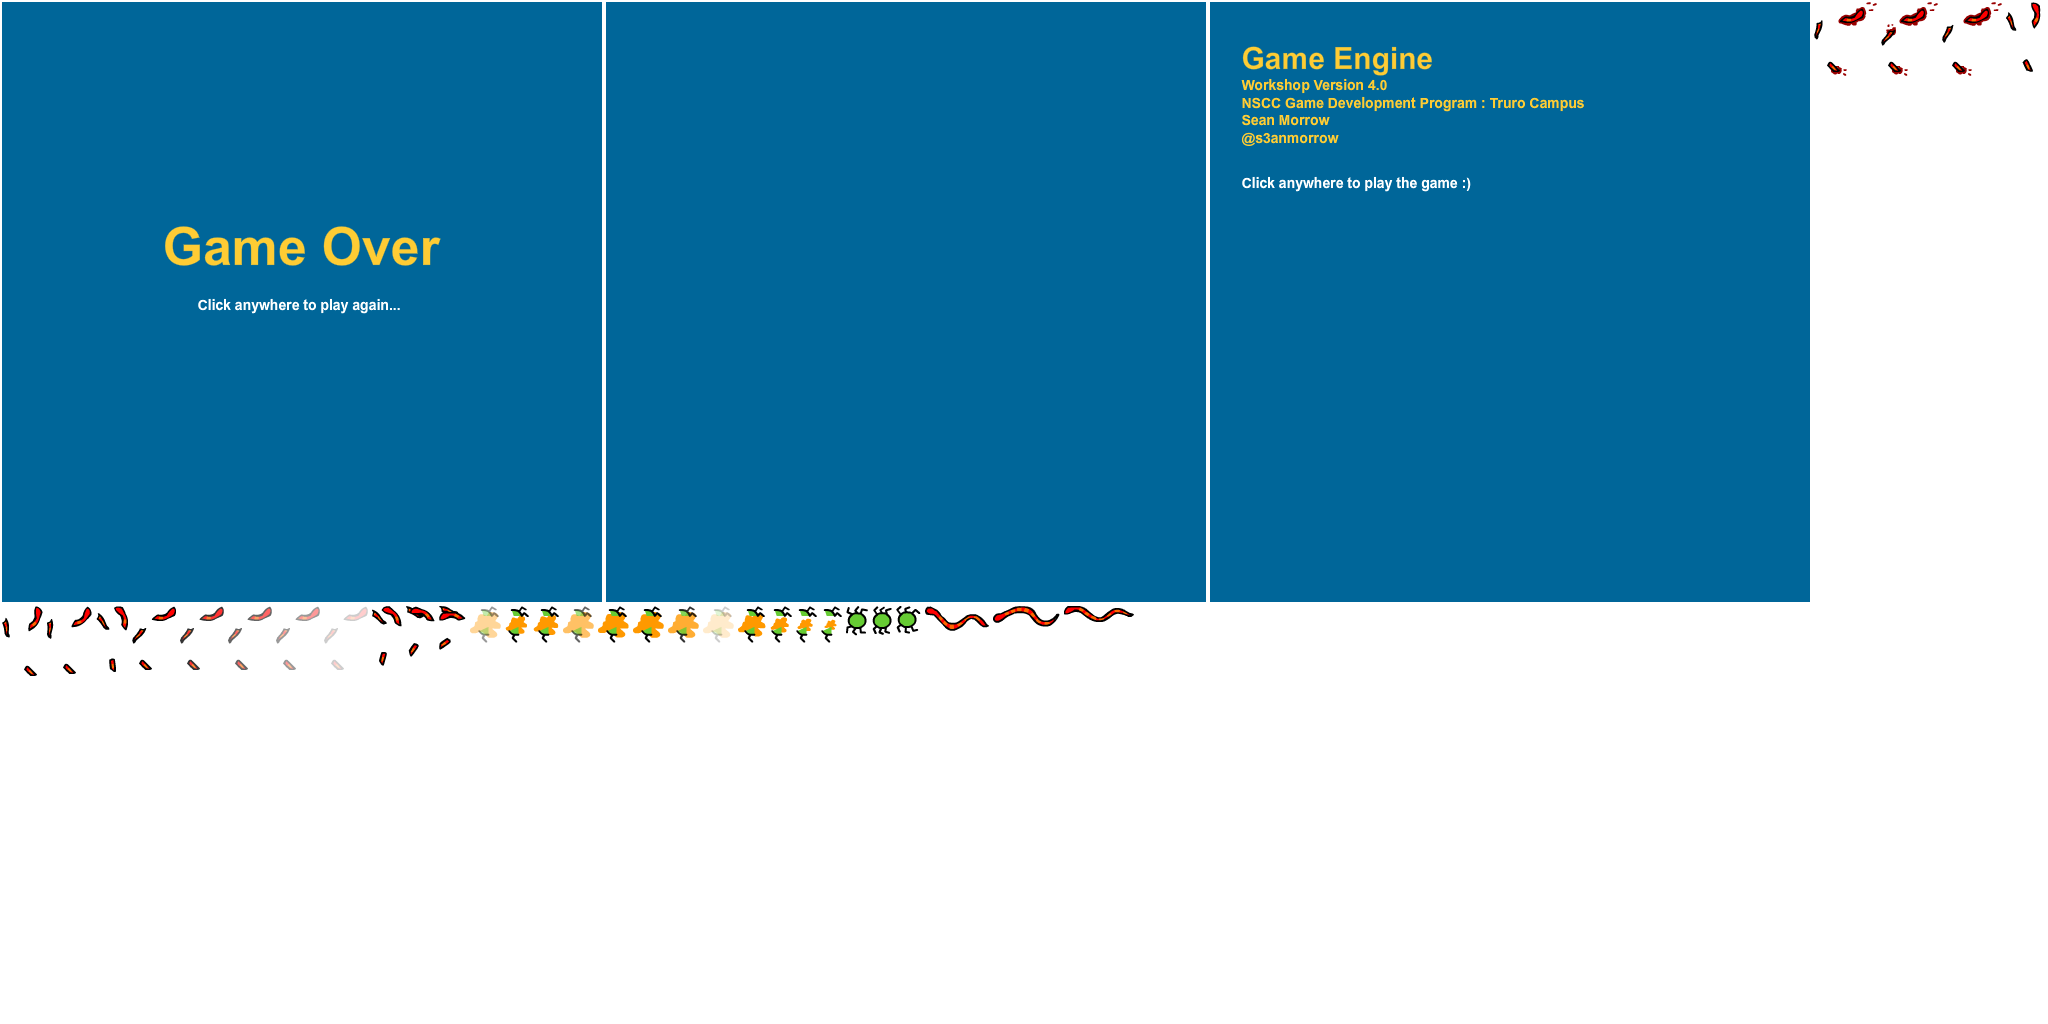 Game Over
Click anywhere to play again...
Game Engine
Workshop Version 4.0
NSCC Game Development Program : Truro Campus
Sean Morrow
@s3anmorrow
Click anywhere to play the game :)